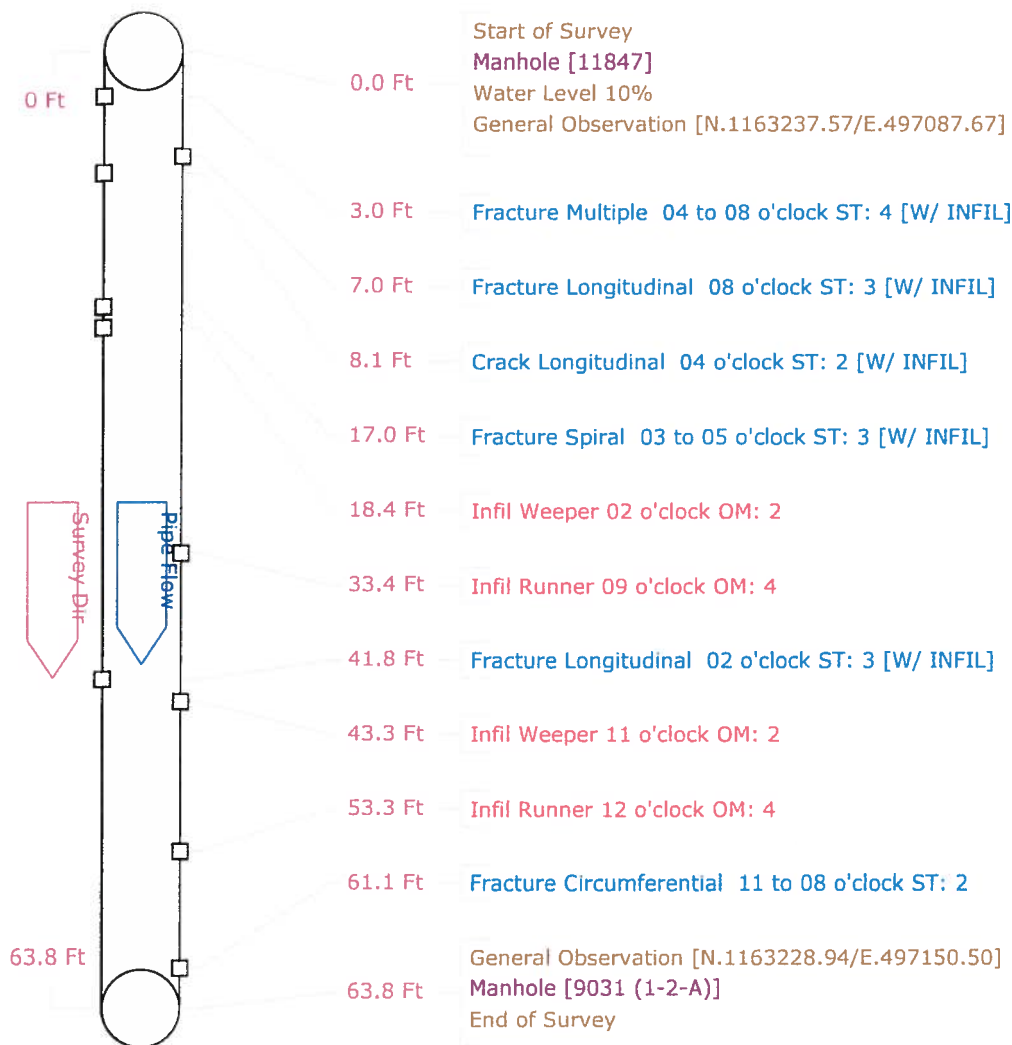 Start of Survey
Manhole [11847]
0.0 Ft
Water Level 10%
0 Ft
General Observation [N.1163237.57/E.497087.67]
3.0 Ft Fracture Multiple 04 to 08 o'clock ST: 4 [W/ INFIL]
7.0 Ft Fracture Longitudinal 08 o'clock ST: 3 [W/ INFIL]
8.1 Ft Crack Longitudinal 04 o'clock ST: 2 [W/ INFIL]
17.0 Ft Fracture Spiral 03 to 05 o'clock ST: 3 [W/ INFIL]
18.4 Ft Infil Weeper 02 o'clock OM: 2
Survey Dir
Pipe Flow
33.4 Ft Infil Runner 09 o'clock OM: 4
41.8 Ft Fracture Longitudinal 02 o'clock ST: 3 [W/ INFIL]
43.3 Ft Infil Weeper 11 o'clock OM: 2
53.3 Ft Infil Runner 12 o'clock OM: 4
61.1 Ft Fracture Circumferential 11 to 08 o'clock ST: 2
63.8 Ft
General Observation [N.1163228.94/E.497150.50]
63.8 Ft Manhole [9031 (1-2-A)]
End of Survey